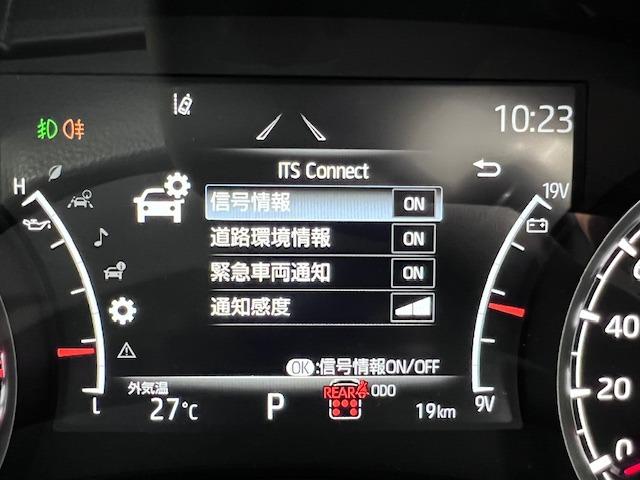 10:23
ITS Connect
H
19V
信号情報 ON
道路環境情報 ON
緊急車両通知 ON
通知感度
OK:信号情報ON/OFF
L
9V
外気温
27℃
P
REAR
ODO
19km
40
20
0